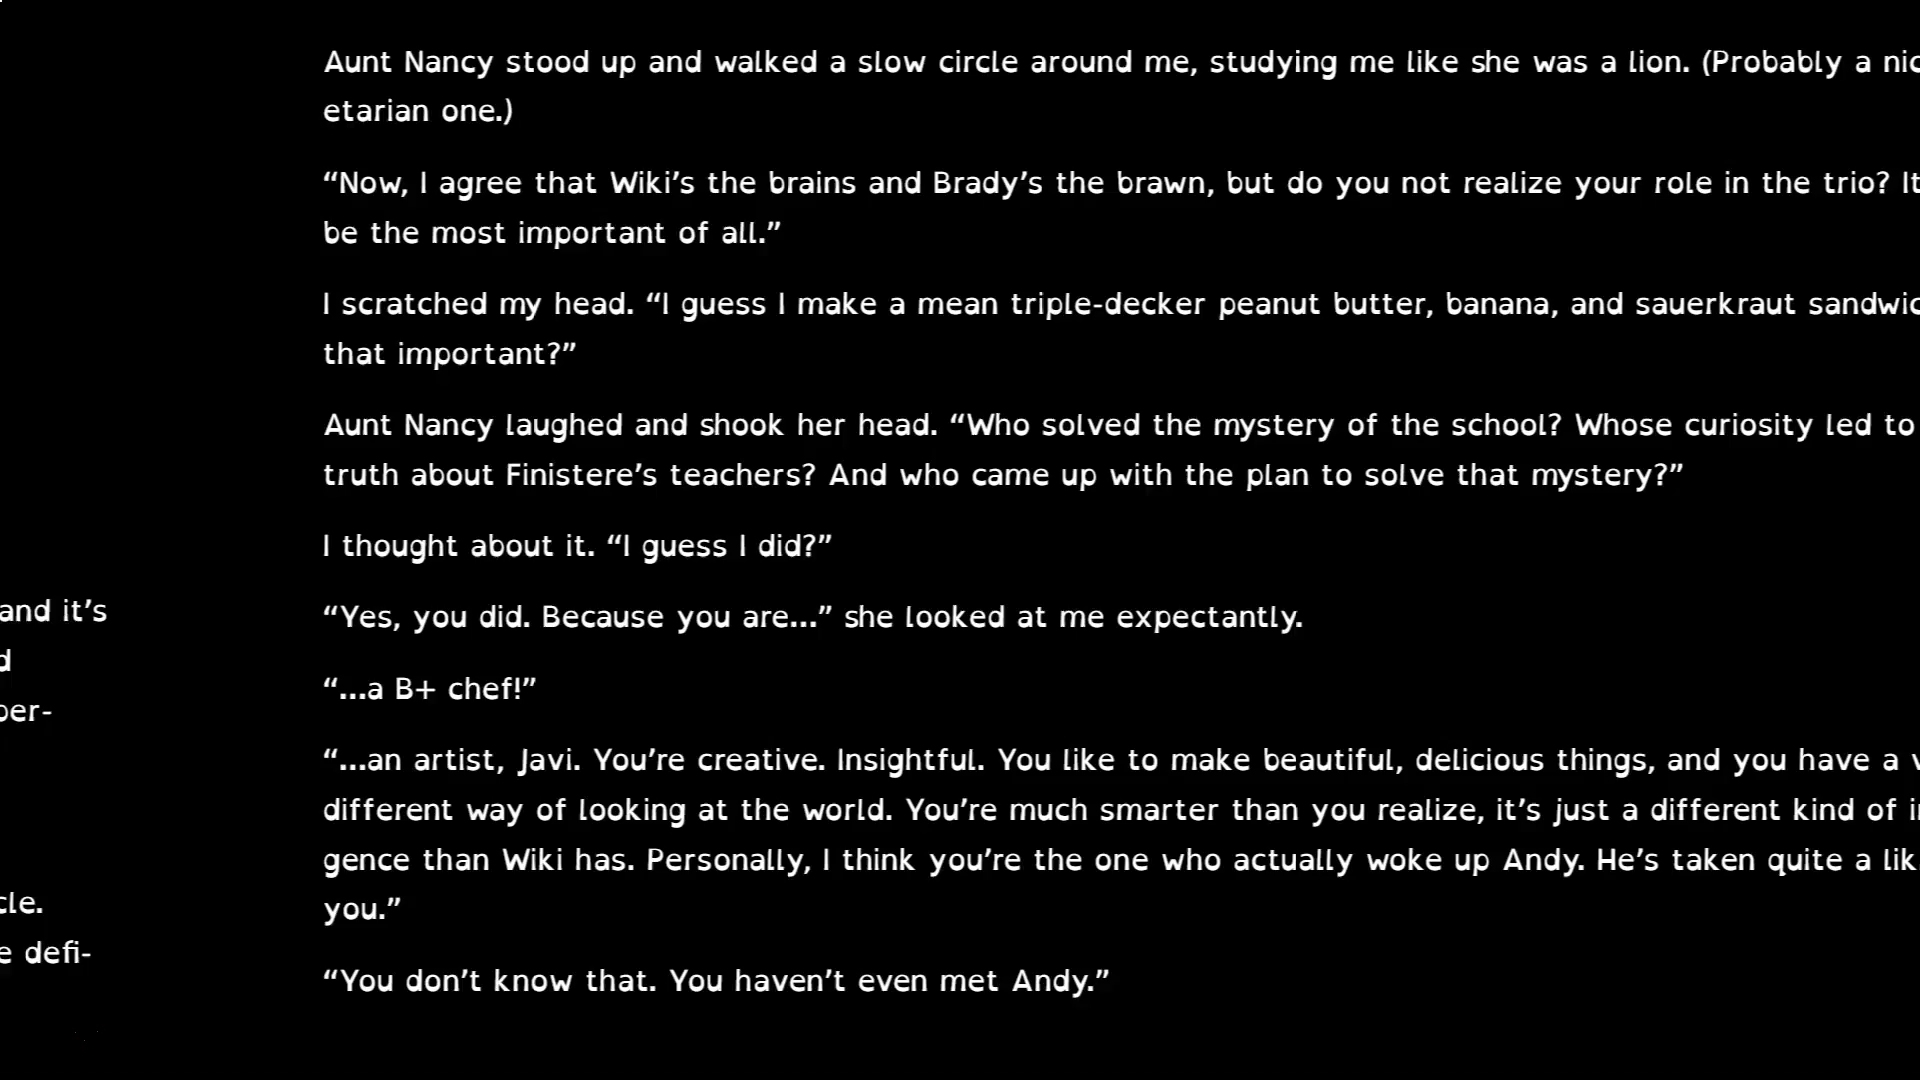 and it’s
d
per-
cle.
e defi-
Aunt Nancy stood up and walked a slow circle around me, studying me like she was a lion. (Probably a
etarian one.)
“Now, I agree that Wiki’s the brains and Brady’s the brawn, but do you not realize your role in the trio? It
be the most important of all.”
I scratched my head. “I guess I make a mean triple-decker peanut butter, banana, and sauerkraut
that important?”
Aunt Nancy laughed and shook her head. “Who solved the mystery of the school? Whose curiosity led to
truth about Finistere’s teachers? And who came up with the plan to solve that mystery?”
I thought about it. “I guess I did?”
“Yes, you did. Because you are...” she looked at me expectantly.
“...a B+ chef!”
“...an artist, Javi. You’re creative. Insightful. You like to make beautiful, delicious things, and you have a
different way of looking at the world. You’re much smarter than you realize, it’s just a different kind of
gence than Wiki has. Personally, I think you’re the one who actually woke up Andy. He’s taken quite a
you.”
“You don’t know that. You haven’t even met Andy.”